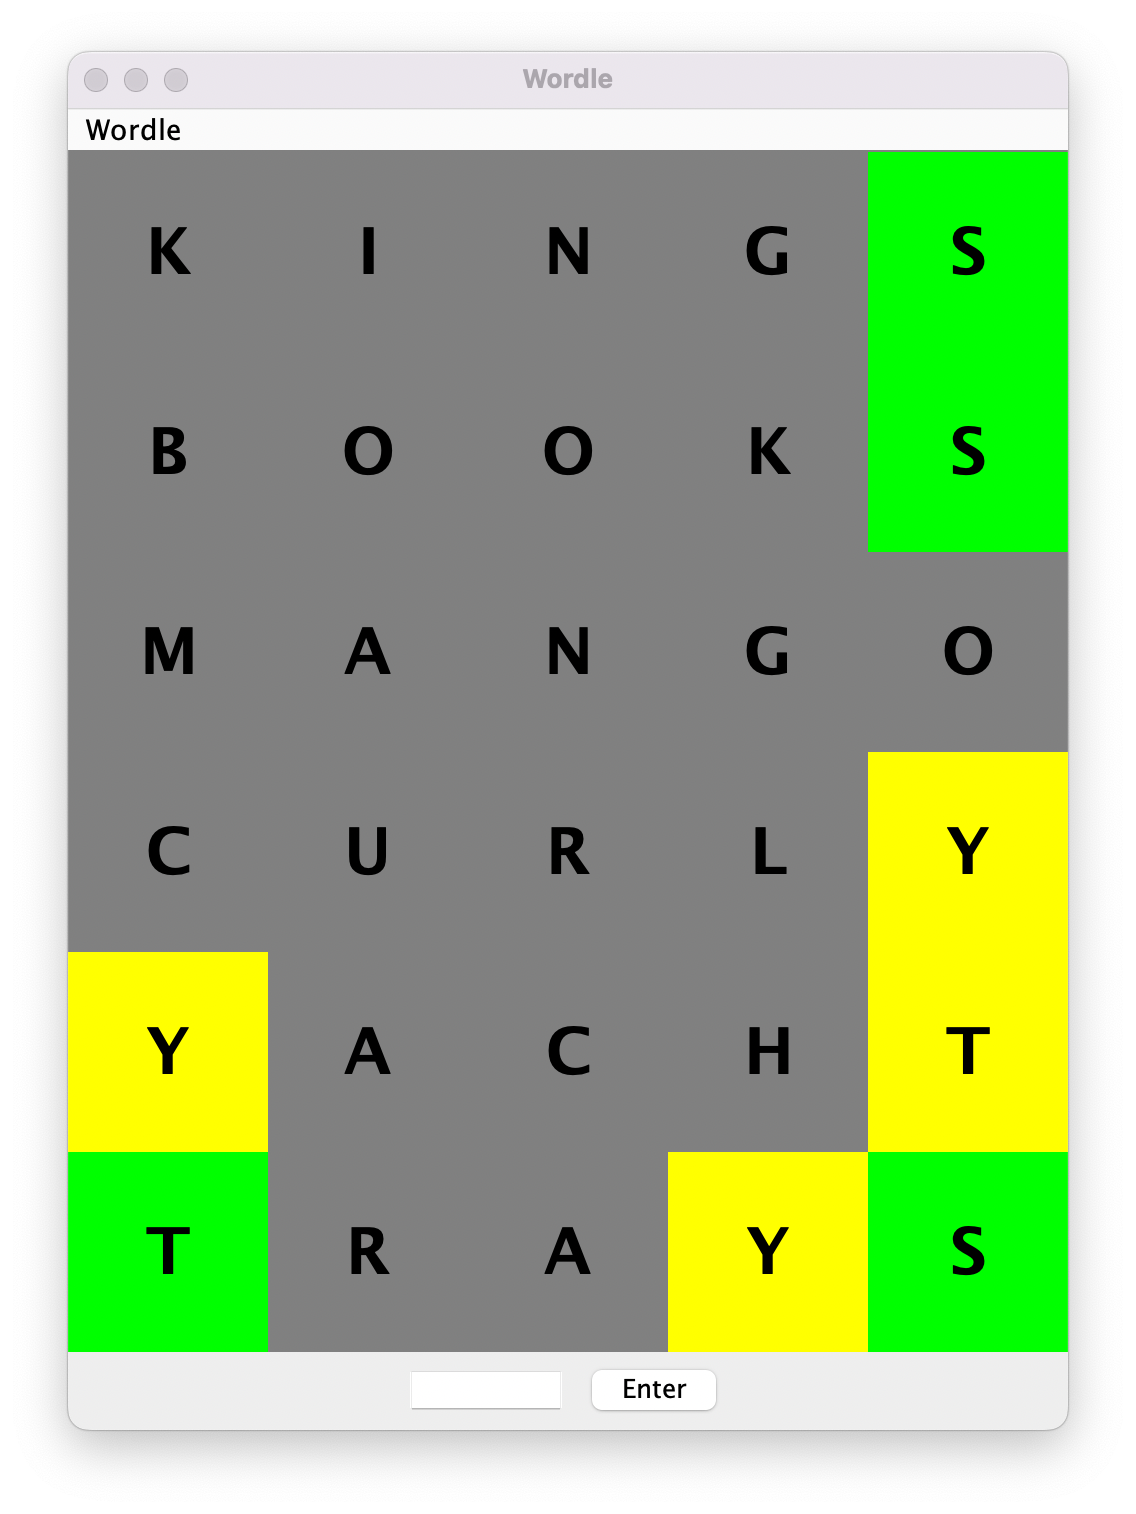 Wordle
Wordle
K I N G S
B O O K S
M A N G O
C U R L Y
Y A C H T
T R A Y S
Enter